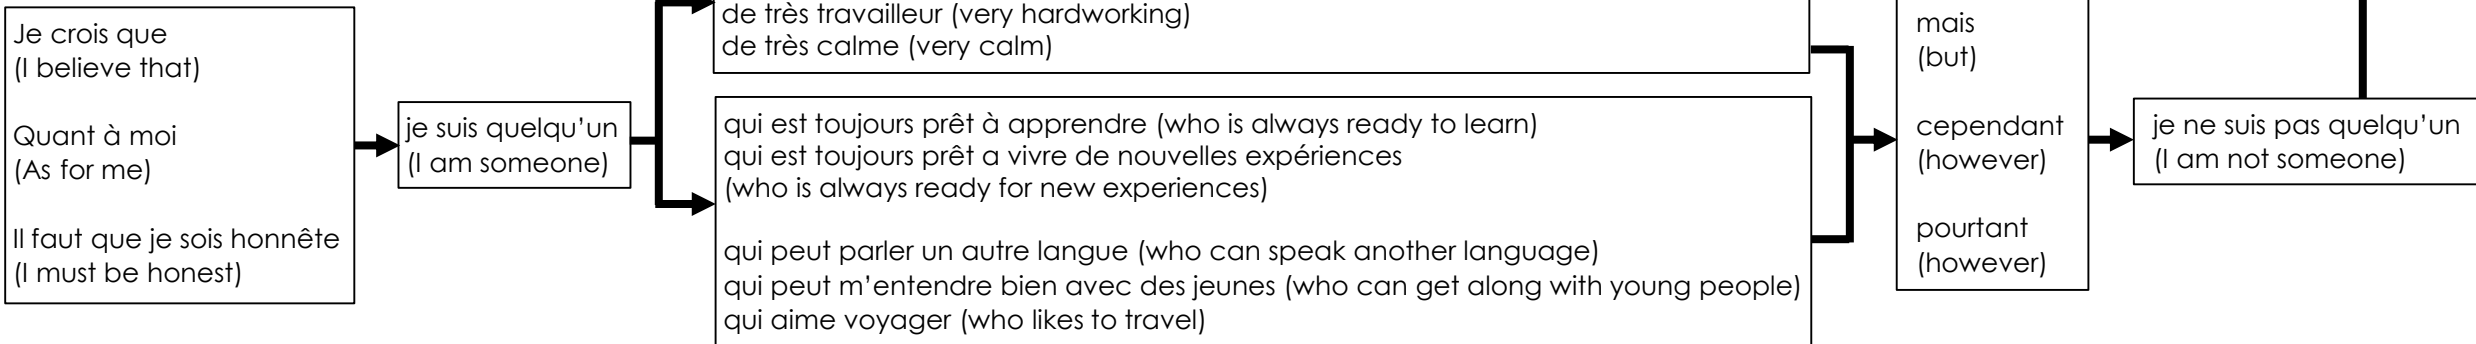 Je crois que
(I believe that)
Quant à moi
(As for me)
Il faut que je sois honnête
(I must be honest)
je suis quelqu'un
(I am someone)
de très travailleur (very hardworking)
de très calme (very calm)
qui est toujours prêt à apprendre (who is always ready to learn)
qui est toujours prêt a vivre de nouvelles expériences
(who is always ready for new experiences)
qui peut parler un autre langue (who can speak another language)
qui peut m'entendre bien avec des jeunes (who can get along with young people)
qui aime voyager (who likes to travel)
mais
(but)
cependant
(however)
pourtant
(however)
je ne suis pas quelqu'un
(I am not someone)